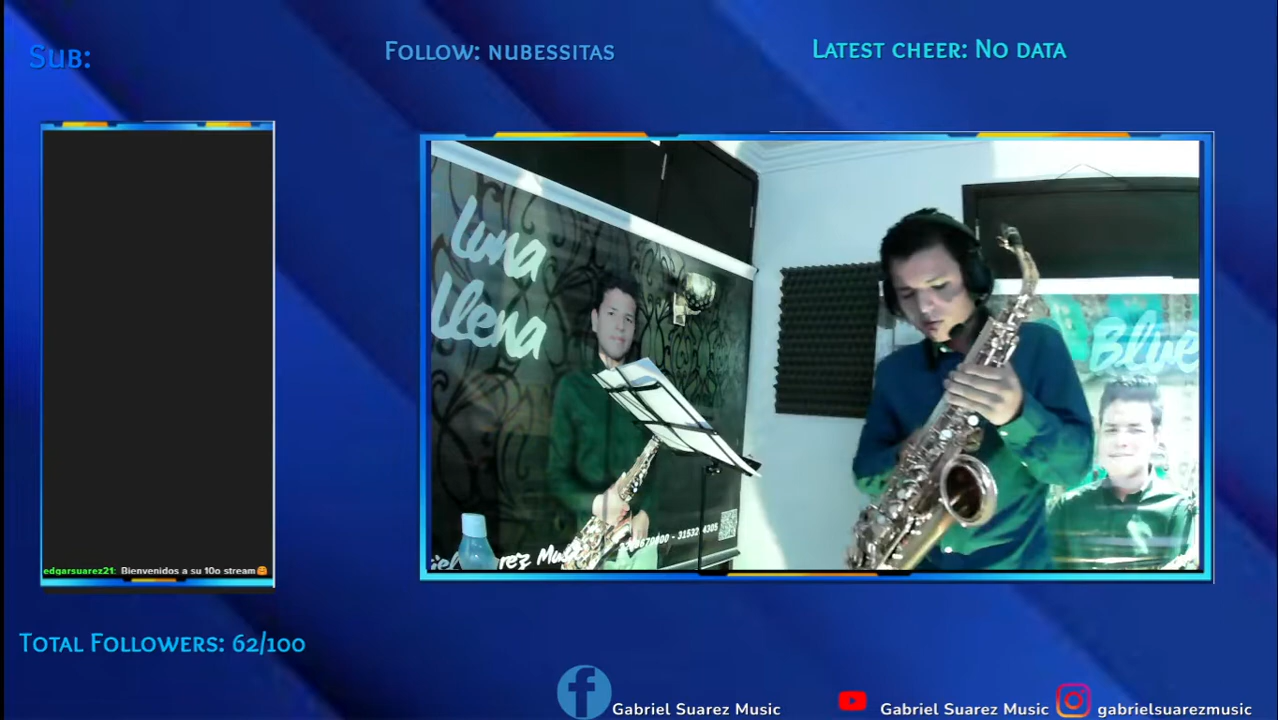 Sub:
Follow: nubessitas
Latest cheer: No data
Luna
Llena
Blue
edgarsuarez21: Bienvenidos a su 10o stream
Total Followers: 62/100
Gabriel Suarez Music
Gabriel Suarez Music
gabrielsuarezmusic